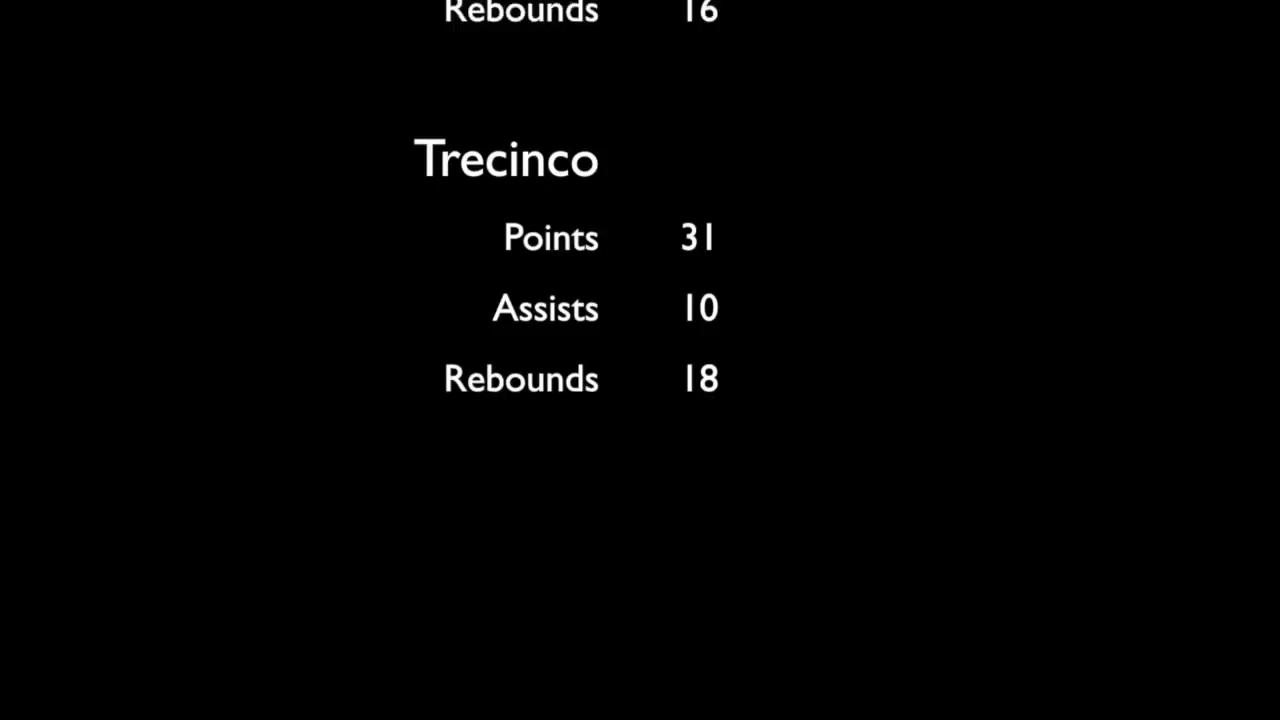 Rebounds 16
Trecinco
Points 31
Assists 10
Rebounds 18